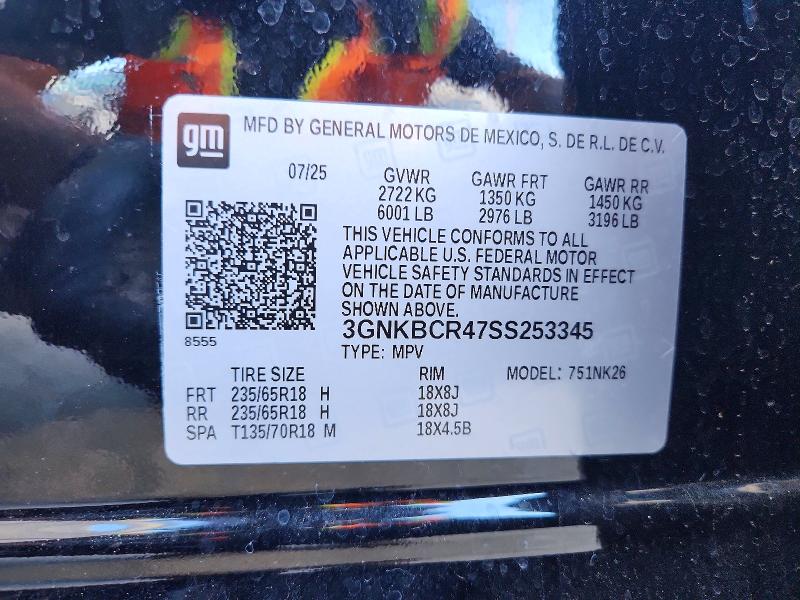 gm MFD BY GENERAL MOTORS DE MEXICO, S. DE R.L. DE C.V.
07/25 GVWR GAWR FRT GAWR RR
2722 KG 1350 KG 1450 KG
6001 LB 2976 LB 3196 LB
THIS VEHICLE CONFORMS TO ALL
APPLICABLE U.S. FEDERAL MOTOR
VEHICLE SAFETY STANDARDS IN EFFECT
ON THE DATE OF MANUFACTURE
SHOWN ABOVE.
3GNKBCR47SS253345
8555
TYPE: MPV
TIRE SIZE RIM MODEL: 751NK26
FRT 235/65R18 H 18X8J
RR 235/65R18 H 18X8J
SPA T135/70R18 M 18X4.5B